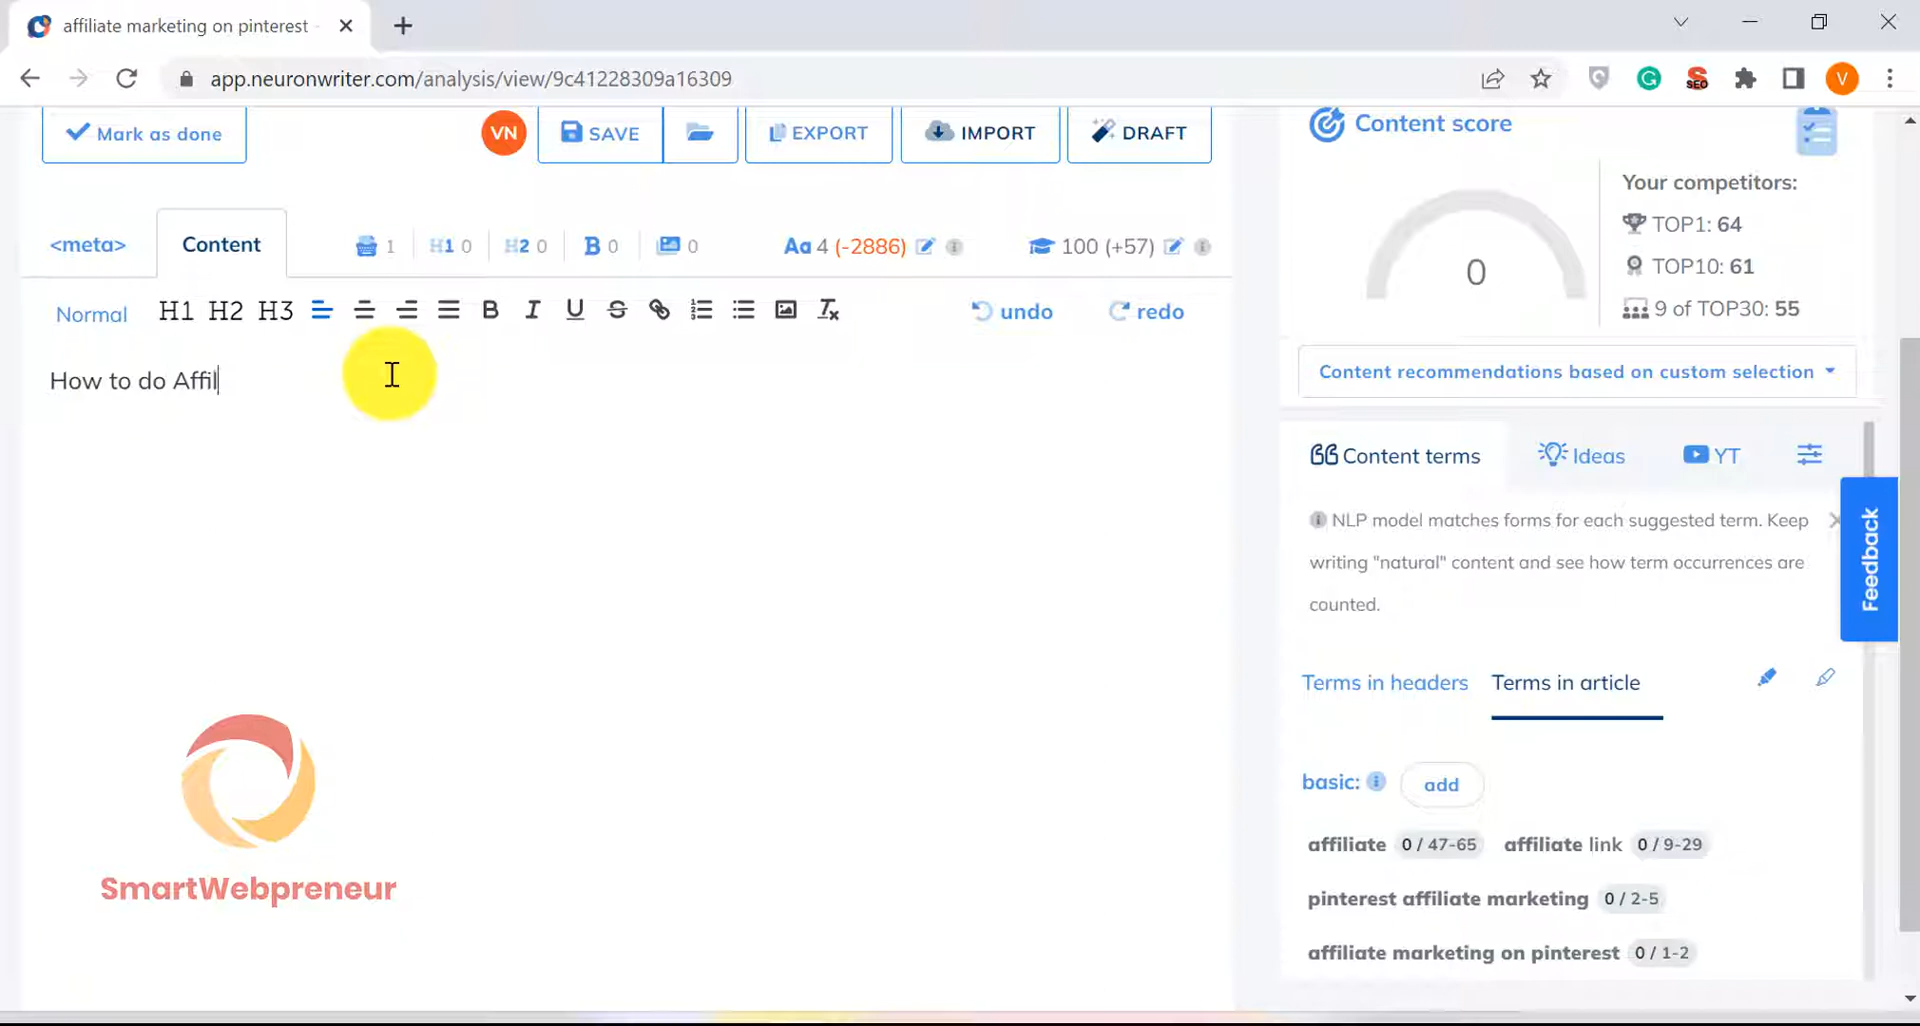 affiliate marketing on pinterest
app.neuronwriter.com/analysis/view/9c41228309a16309
SEO
V
Mark as done
VN
SAVE
EXPORT
IMPORT
DRAFT
Content score
<meta>
Content
1
H1 0
H2 0
B 0
0
Aa 4 (-2886)
100 (+57)
0
Your competitors:
TOP1: 64
TOP10: 61
9 of TOP30: 55
Normal
H1 H2 H3
B I U S
undo
redo
Content recommendations based on custom selection
How to do Affil
Content terms
Ideas
YT
NLP model matches forms for each suggested term. Keep
writing "natural" content and see how term occurrences are
counted.
Feedback
Terms in headers
Terms in article
basic:
add
affiliate 0 / 47-65 affiliate link 0 / 9-29
pinterest affiliate marketing 0 / 2-5
affiliate marketing on pinterest 0 / 1-2
SmartWebpreneur